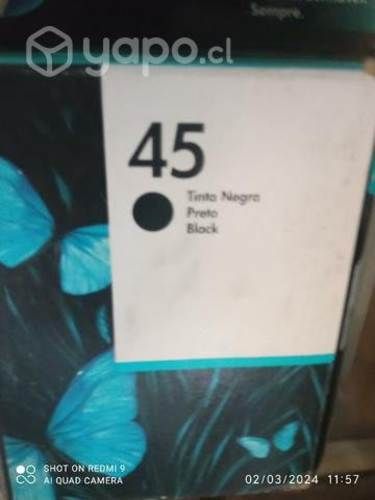 Sempre.
yapo.cl
45
Tinta Negra
Preto
Black
SHOT ON REDMI 9
AI QUAD CAMERA
02/03/2024 11:57